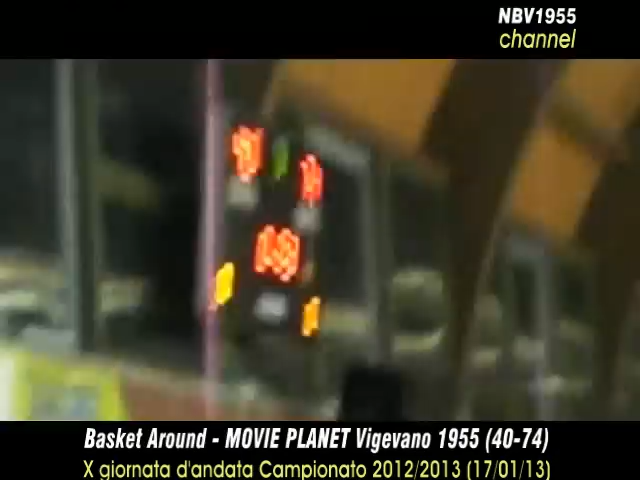 NBV1955
channel
Basket Around - MOVIE PLANET Vigevano 1955 (40-74)
X giornata d'andata Campionato 2012/2013 (17/01/13)